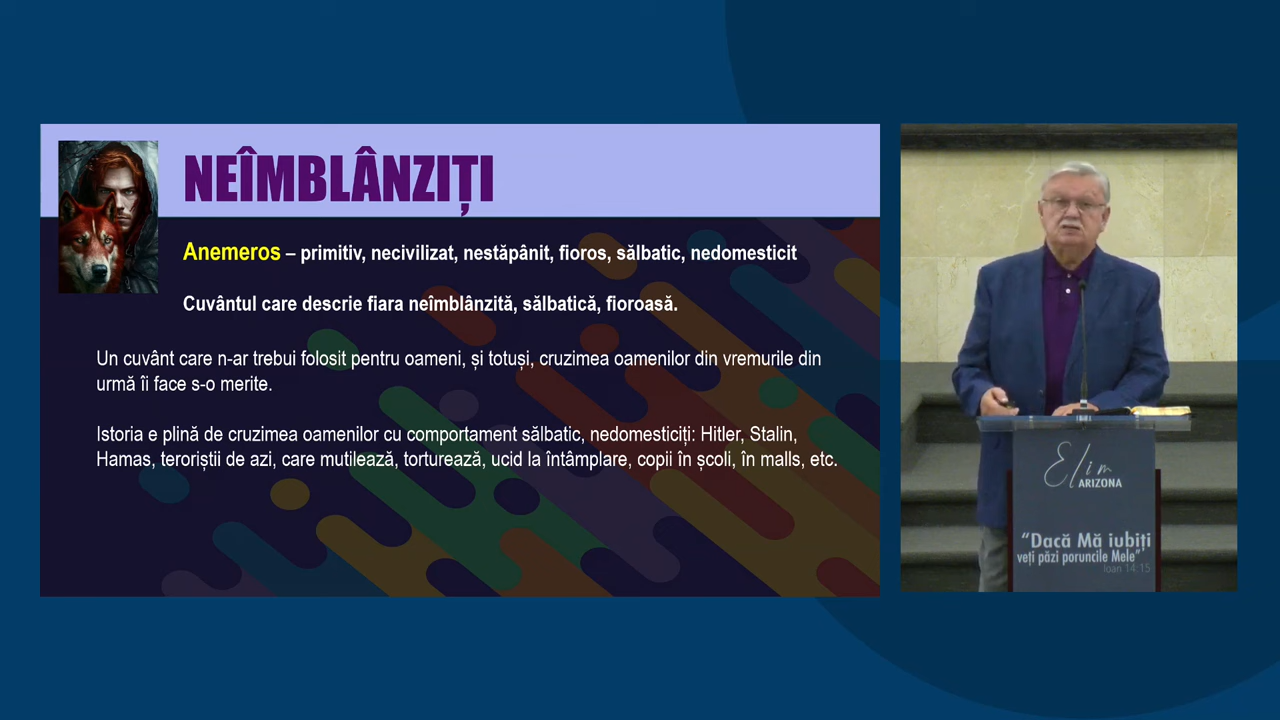 NEÎMBLÂNZIȚI
Anemeros – primitiv, necivilizat, nestăpânit, fioros, sălbatic, nedomesticit
Cuvântul care descrie fiara neîmblânzită, sălbatică, fioroasă.
Un cuvânt care n-ar trebui folosit pentru oameni, și totuși, cruzimea oamenilor din vremurile din
urmă îi face s-o merite.
Istoria e plină de cruzimea oamenilor cu comportament sălbatic, nedomesticiți: Hitler, Stalin,
Hamas, teroriștii de azi, care mutilează, torturează, ucid la întâmplare, copii în școli, în malls, etc.
Elim
ARIZONA
“Dacă Mă iubiți
veți păzi poruncile Mele”
Ioan 14:15